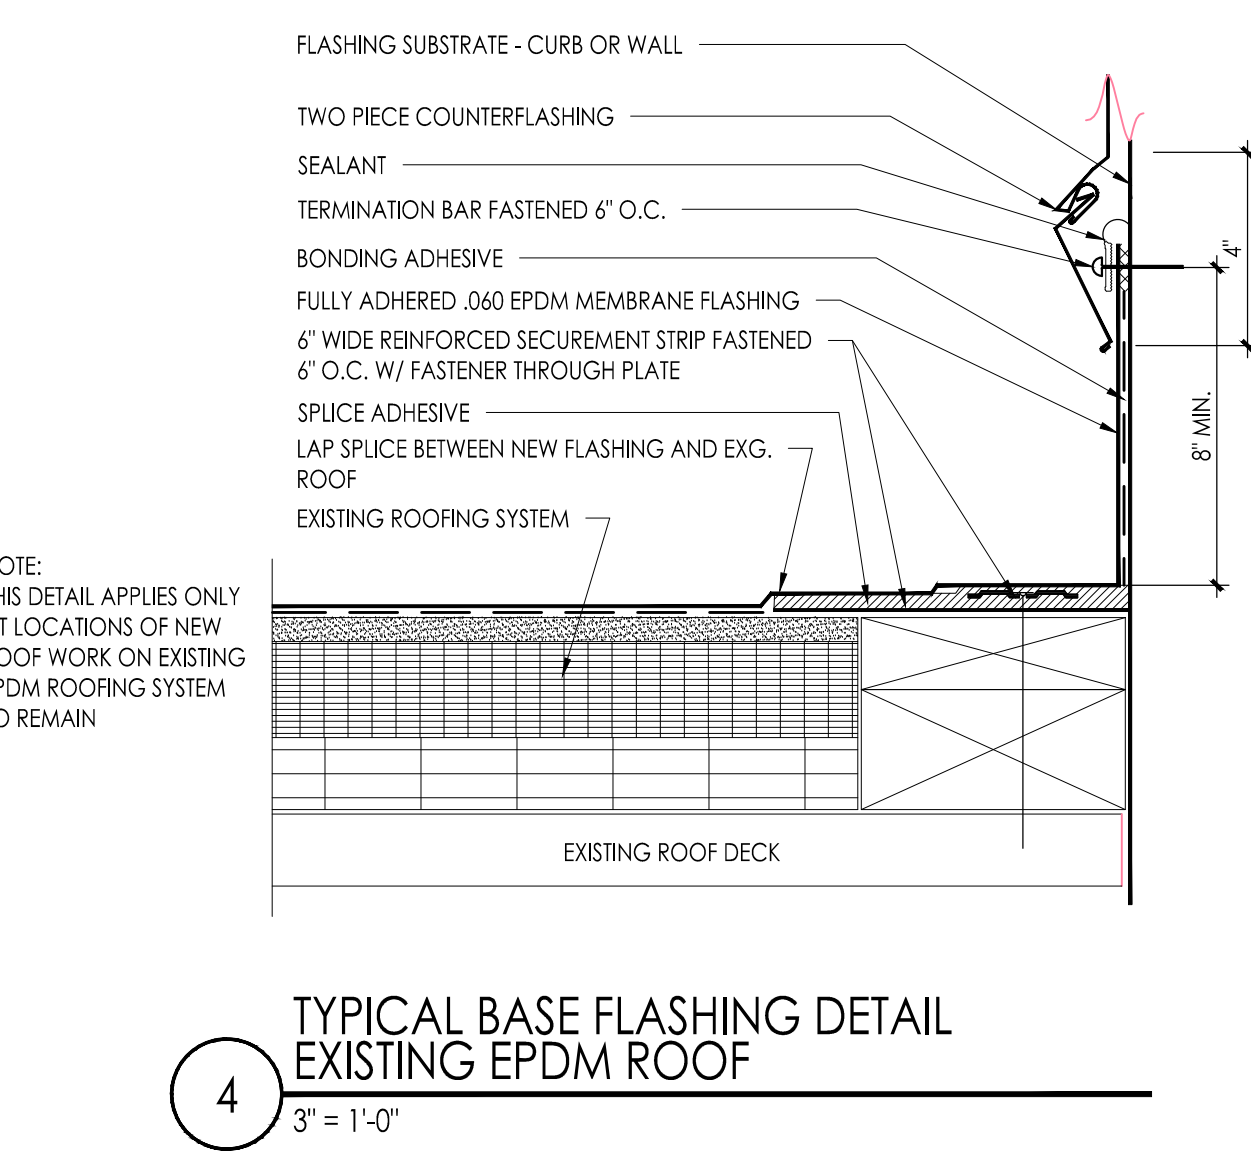 FLASHING SUBSTRATE - CURB OR WALL
TWO PIECE COUNTERFLASHING
SEALANT
TERMINATION BAR FASTENED 6" O.C.
BONDING ADHESIVE
FULLY ADHERED .060 EPDM MEMBRANE FLASHING
6" WIDE REINFORCED SECUREMENT STRIP FASTENED
6" O.C. W/ FASTENER THROUGH PLATE
SPLICE ADHESIVE
LAP SPLICE BETWEEN NEW FLASHING AND EXG.
ROOF
EXISTING ROOFING SYSTEM
4"
8" MIN.
OTE:
HIS DETAIL APPLIES ONLY
T LOCATIONS OF NEW
OOF WORK ON EXISTING
PDM ROOFING SYSTEM
O REMAIN
EXISTING ROOF DECK
4
TYPICAL BASE FLASHING DETAIL
EXISTING EPDM ROOF
3" = 1'-0"